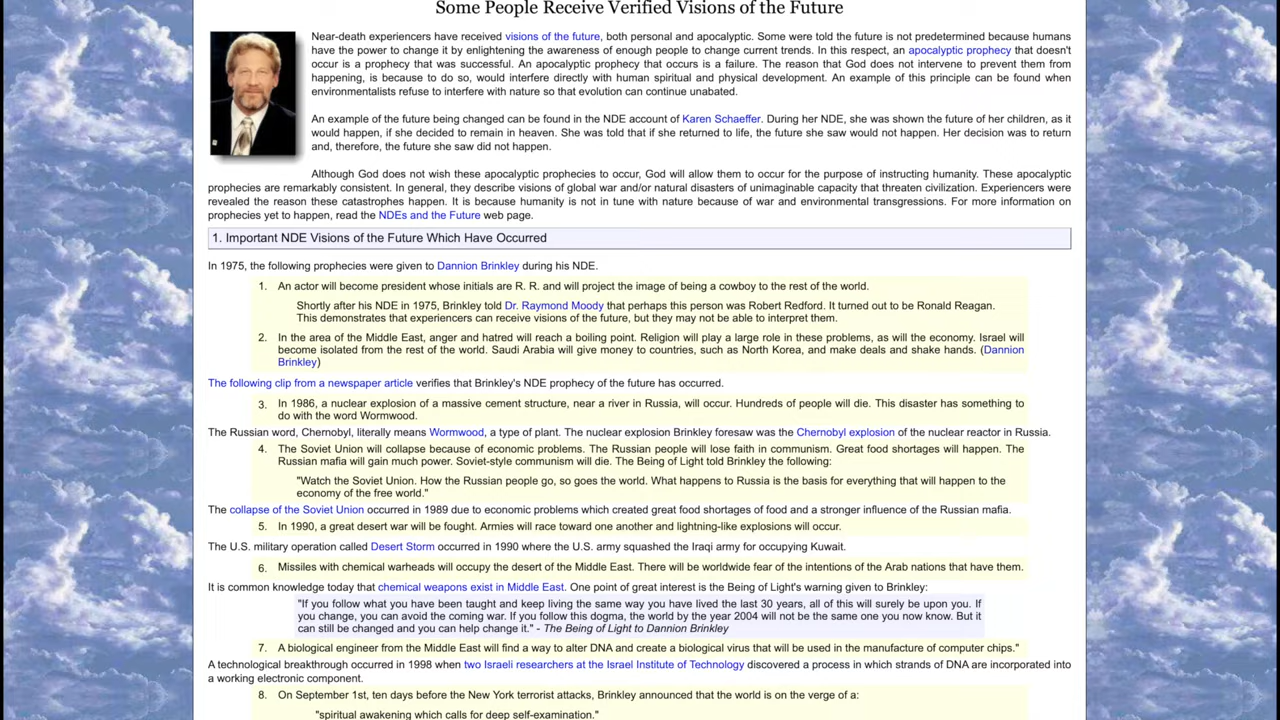 Some People Receive Verified Visions of the Future
Near-death experiencers have received visions of the future, both personal and apocalyptic. Some were told the future is not predetermined because humans
have the power to change it by enlightening the awareness of enough people to change current trends. In this respect, an apocalyptic prophecy that doesn't
occur is a prophecy that was successful. An apocalyptic prophecy that occurs is a failure. The reason that God does not intervene to prevent them from
happening, is because to do so, would interfere directly with human spiritual and physical development. An example of this principle can be found when
environmentalists refuse to interfere with nature so that evolution can continue unabated.
An example of the future being changed can be found in the NDE account of Karen Schaeffer. During her NDE, she was shown the future of her children, as it
would happen, if she decided to remain in heaven. She was told that if she returned to life, the future she saw would not happen. Her decision was to return
and, therefore, the future she saw did not happen.
Although God does not wish these apocalyptic prophecies to occur, God will allow them to occur for the purpose of instructing humanity. These apocalyptic
prophecies are remarkably consistent. In general, they describe visions of global war and/or natural disasters of unimaginable capacity that threaten civilization. Experiencers were
revealed the reason these catastrophes happen. It is because humanity is not in tune with nature because of war and environmental transgressions. For more information on
prophecies yet to happen, read the NDEs and the Future web page.
1. Important NDE Visions of the Future Which Have Occurred
In 1975, the following prophecies were given to Dannion Brinkley during his NDE.
1. An actor will become president whose initials are R. R. and will project the image of being a cowboy to the rest of the world.
Shortly after his NDE in 1975, Brinkley told Dr. Raymond Moody that perhaps this person was Robert Redford. It turned out to be Ronald Reagan.
This demonstrates that experiencers can receive visions of the future, but they may not be able to interpret them.
2. In the area of the Middle East, anger and hatred will reach a boiling point. Religion will play a large role in these problems, as will the economy. Israel will
become isolated from the rest of the world. Saudi Arabia will give money to countries, such as North Korea, and make deals and shake hands. (Dannion
Brinkley)
The following clip from a newspaper article verifies that Brinkley's NDE prophecy of the future has occurred.
3. In 1986, a nuclear explosion of a massive cement structure, near a river in Russia, will occur. Hundreds of people will die. This disaster has something to
do with the word Wormwood.
The Russian word, Chernobyl, literally means Wormwood, a type of plant. The nuclear explosion Brinkley foresaw was the Chernobyl explosion of the nuclear reactor in Russia.
4. The Soviet Union will collapse because of economic problems. The Russian people will lose faith in communism. Great food shortages will happen. The
Russian mafia will gain much power. Soviet-style communism will die. The Being of Light told Brinkley the following:
"Watch the Soviet Union. How the Russian people go, so goes the world. What happens to Russia is the basis for everything that will happen to the
economy of the free world."
The collapse of the Soviet Union occurred in 1989 due to economic problems which created great food shortages of food and a stronger influence of the Russian mafia.
5. In 1990, a great desert war will be fought. Armies will race toward one another and lightning-like explosions will occur.
The U.S. military operation called Desert Storm occurred in 1990 where the U.S. army squashed the Iraqi army for occupying Kuwait.
6. Missiles with chemical warheads will occupy the desert of the Middle East. There will be worldwide fear of the intentions of the Arab nations that have them.
It is common knowledge today that chemical weapons exist in Middle East. One point of great interest is the Being of Light's warning given to Brinkley:
"If you follow what you have been taught and keep living the same way you have lived the last 30 years, all of this will surely be upon you. If
you change, you can avoid the coming war. If you follow this dogma, the world by the year 2004 will not be the same one you now know. But it
can still be changed and you can help change it." - The Being of Light to Dannion Brinkley
7. A biological engineer from the Middle East will find a way to alter DNA and create a biological virus that will be used in the manufacture of computer chips."
A technological breakthrough occurred in 1998 when two Israeli researchers at the Israel Institute of Technology discovered a process in which strands of DNA are incorporated into
a working electronic component.
8. On September 1st, ten days before the New York terrorist attacks, Brinkley announced that the world is on the verge of a:
"spiritual awakening which calls for deep self-examination."